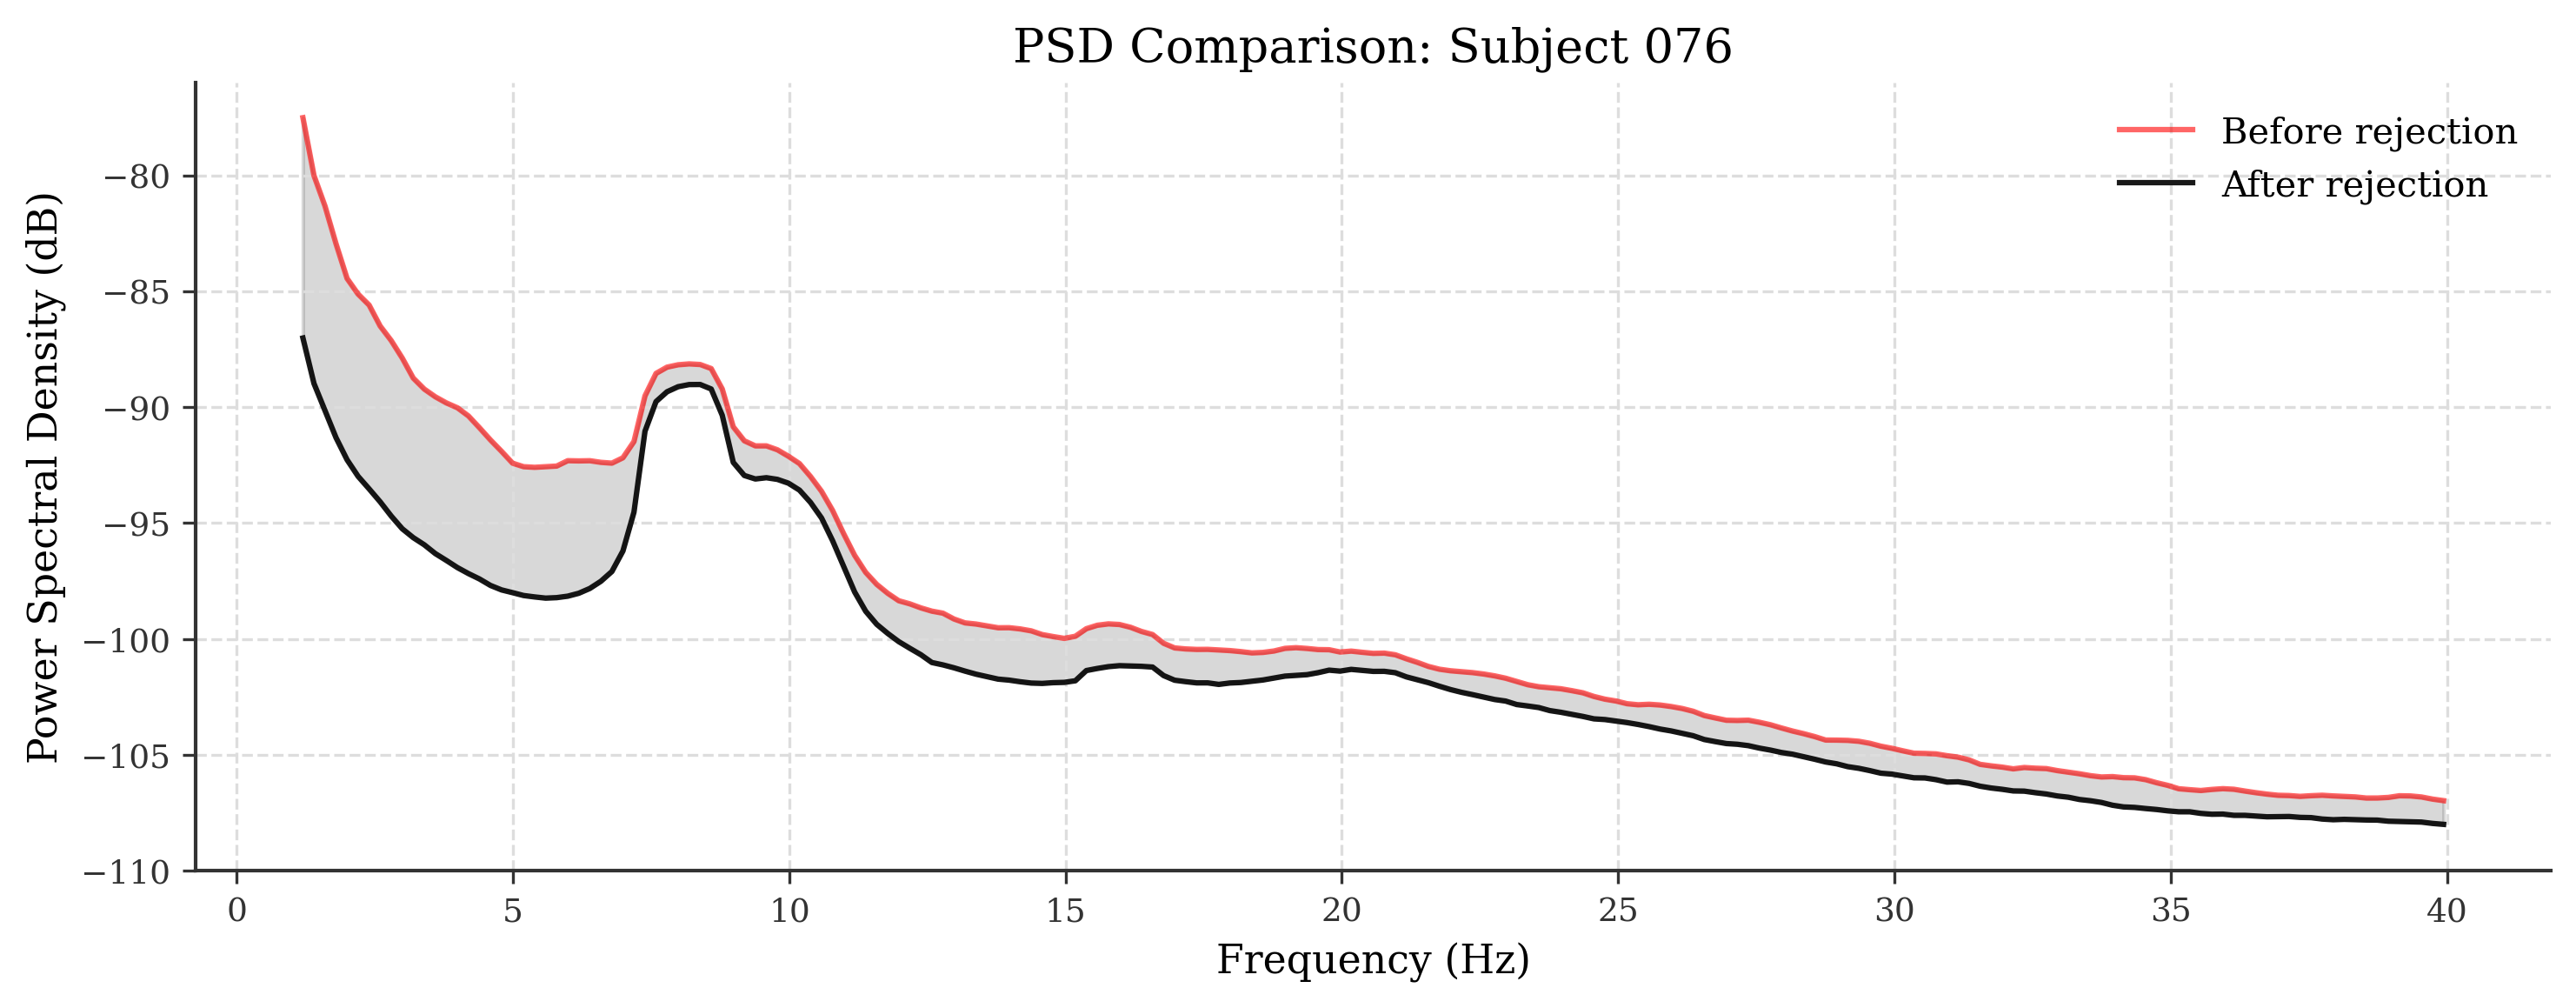 PSD Comparison: Subject 076
Before rejection
After rejection
Power Spectral Density (dB)
−80
−85
−90
−95
−100
−105
−110
0 5 10 15 20 25 30 35 40
Frequency (Hz)